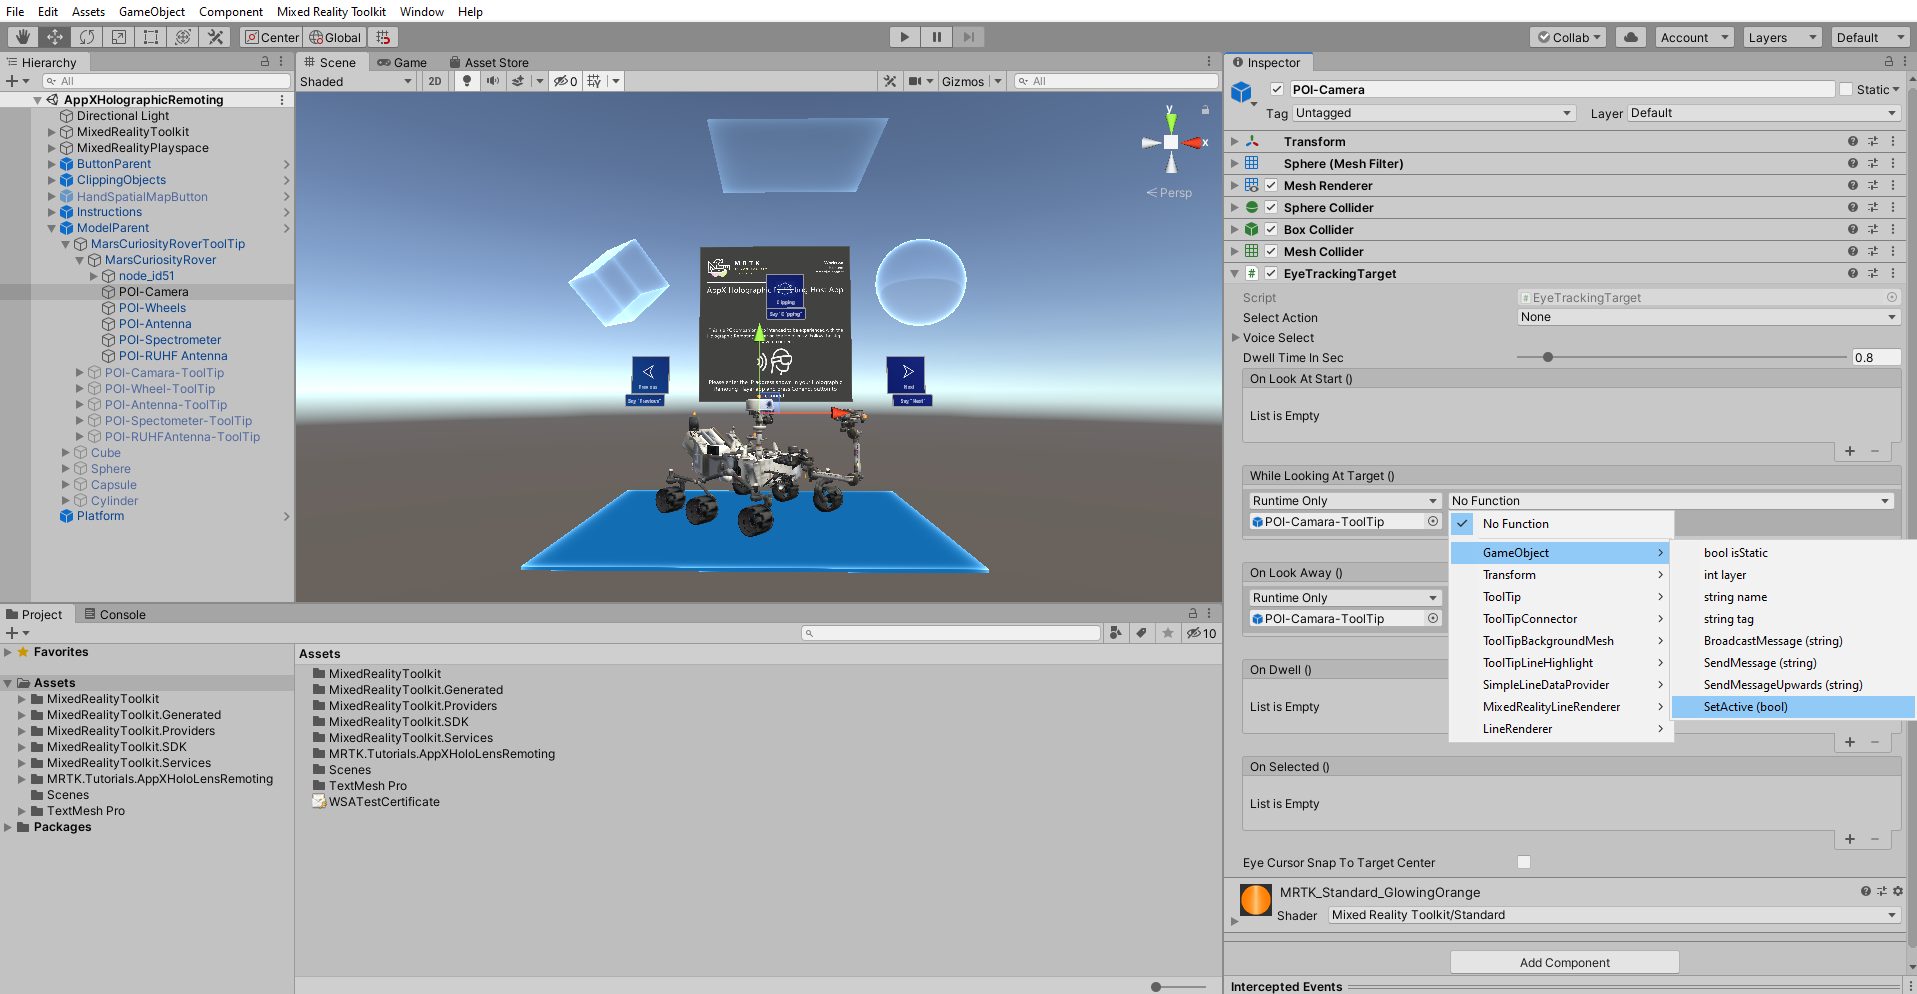 File Edit Assets GameObject Component Mixed Reality Toolkit Window Help
Center Global Collab Account Layers Default
Hierarchy
All
AppXHolographicRemoting
Directional Light
MixedRealityToolkit
MixedRealityPlayspace
ButtonParent
ClippingObjects
HandSpatialMapButton
Instructions
ModelParent
MarsCuriosityRoverToolTip
MarsCuriosityRover
node_id51
POI-Camera
POI-Wheels
POI-Antenna
POI-Spectrometer
POI-RUHF Antenna
POI-Camara-ToolTip
POI-Wheel-ToolTip
POI-Antenna-ToolTip
POI-Spectometer-ToolTip
POI-RUHFAntenna-ToolTip
Cube
Sphere
Capsule
Cylinder
Platform
Scene Game Asset Store
Shaded 2D 0 Gizmos All
y
x
Persp
MRTK
Clipping
Say "Clipping"
Previous
Say "Previous"
Next
Say "Next"
Project Console
10
Favorites
Assets
MixedRealityToolkit
MixedRealityToolkit.Generated
MixedRealityToolkit.Providers
MixedRealityToolkit.SDK
MixedRealityToolkit.Services
MRTK.Tutorials.AppXHoloLensRemoting
Scenes
TextMesh Pro
Packages
Assets
MixedRealityToolkit
MixedRealityToolkit.Generated
MixedRealityToolkit.Providers
MixedRealityToolkit.SDK
MixedRealityToolkit.Services
MRTK.Tutorials.AppXHoloLensRemoting
Scenes
TextMesh Pro
WSATestCertificate
Inspector
POI-Camera Static
Tag Untagged Layer Default
Transform
Sphere (Mesh Filter)
Mesh Renderer
Sphere Collider
Box Collider
Mesh Collider
EyeTrackingTarget
Script EyeTrackingTarget
Select Action None
Voice Select
Dwell Time In Sec 0.8
On Look At Start ()
List is Empty
While Looking At Target ()
Runtime Only No Function
POI-Camara-ToolTip
On Look Away ()
Runtime Only
POI-Camara-ToolTip
On Dwell ()
List is Empty
On Selected ()
List is Empty
Eye Cursor Snap To Target Center
No Function
GameObject
Transform
ToolTip
ToolTipConnector
ToolTipBackgroundMesh
ToolTipLineHighlight
SimpleLineDataProvider
MixedRealityLineRenderer
LineRenderer
bool isStatic
int layer
string name
string tag
BroadcastMessage (string)
SendMessage (string)
SendMessageUpwards (string)
SetActive (bool)
MRTK_Standard_GlowingOrange
Shader Mixed Reality Toolkit/Standard
Add Component
Intercepted Events